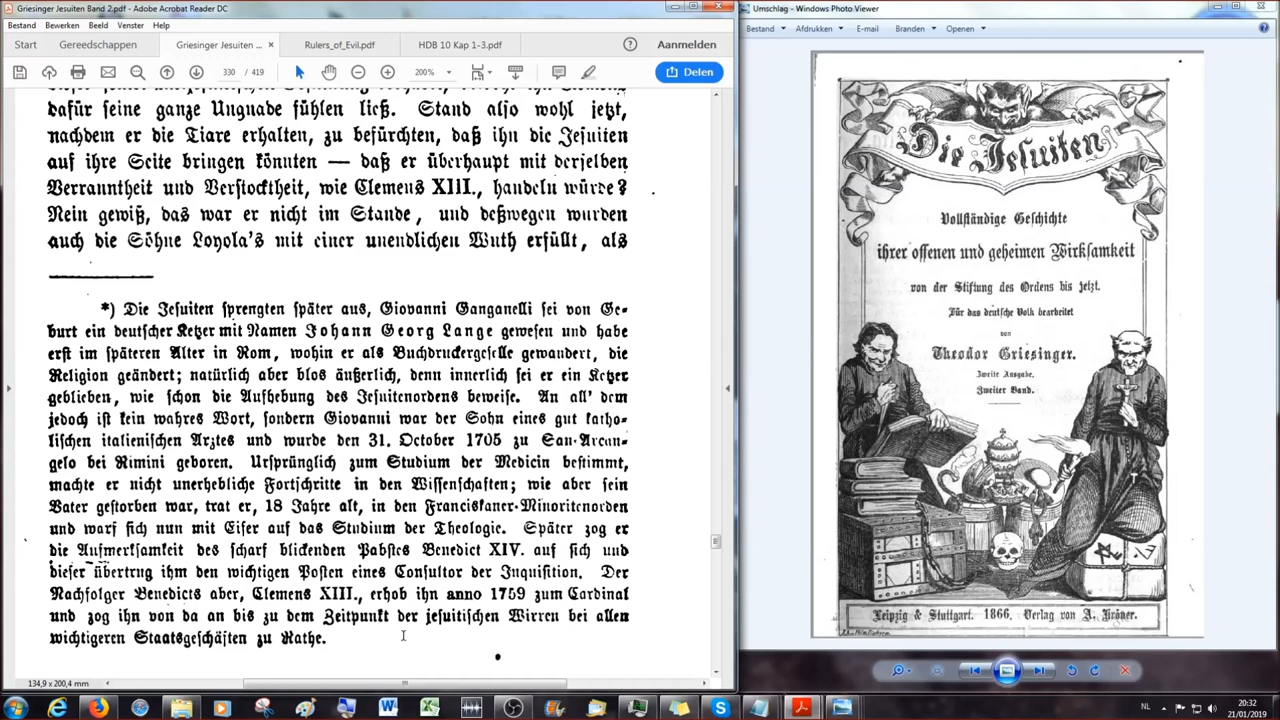 Griesinger Jesuiten Band 2.pdf - Adobe Acrobat Reader DC
Bestand Bewerken Beeld Venster Help
Start Gereedschappen Griesinger Jesuiten ... × Rulers_of_Evil.pdf HDB 10 Kap 1-3.pdf Aanmelden
330 / 419 200% Delen
dafür seine ganze Ungnade fühlen ließ. Stand also wohl jetzt,
nachdem er die Tiare erhalten, zu befürchten, daß ihn die Jesuiten
auf ihre Seite bringen könnten — daß er überhaupt mit derselben
Verranntheit und Verstocktheit, wie Clemens XIII., handeln würde?
Nein gewiß, das war er nicht im Stande, und deßwegen wurden
auch die Söhne Loyola's mit einer unendlichen Wuth erfüllt, als
*) Die Jesuiten sprengten später aus, Giovanni Ganganelli sei von Ge-
burt ein deutscher Ketzer mit Namen Johann Georg Lange gewesen und habe
erst im späteren Alter in Rom, wohin er als Buchdruckergeselle gewandert, die
Religion geändert; natürlich aber blos äußerlich, denn innerlich sei er ein Ketzer
geblieben, wie schon die Aufhebung des Jesuitenordens beweise. An all' dem
jedoch ist kein wahres Wort, sondern Giovanni war der Sohn eines gut katho-
lischen italienischen Arztes und wurde den 31. October 1705 zu San-Arcan-
gelo bei Rimini geboren. Ursprünglich zum Studium der Medicin bestimmt,
machte er nicht unerhebliche Fortschritte in den Wissenschaften; wie aber sein
Vater gestorben war, trat er, 18 Jahre alt, in den Franciskaner-Minoritenorden
und warf sich nun mit Eifer auf das Studium der Theologie. Später zog er
die Aufmerksamkeit des scharf blickenden Pabstes Benedict XIV. auf sich und
dieser übertrug ihm den wichtigen Posten eines Consultor der Inquisition. Der
Nachfolger Benedicts aber, Clemens XIII., erhob ihn anno 1759 zum Cardinal
und zog ihn von da an bis zu dem Zeitpunkt der jesuitischen Wirren bei allen
wichtigeren Staatsgeschäften zu Rathe.
134,9 x 200,4 mm
Umschlag - Windows Photo Viewer
Bestand Afdrukken E-mail Branden Openen
Die Jesuiten
Vollständige Geschichte
ihrer offenen und geheimen Wirksamkeit
von der Stiftung des Ordens bis jetzt.
Für das deutsche Volk bearbeitet
von
Theodor Griesinger.
Zweite Ausgabe.
Zweiter Band.
Leipzig & Stuttgart. 1866, Verlag von A. Kröner.
NL 20:32
21/01/2019